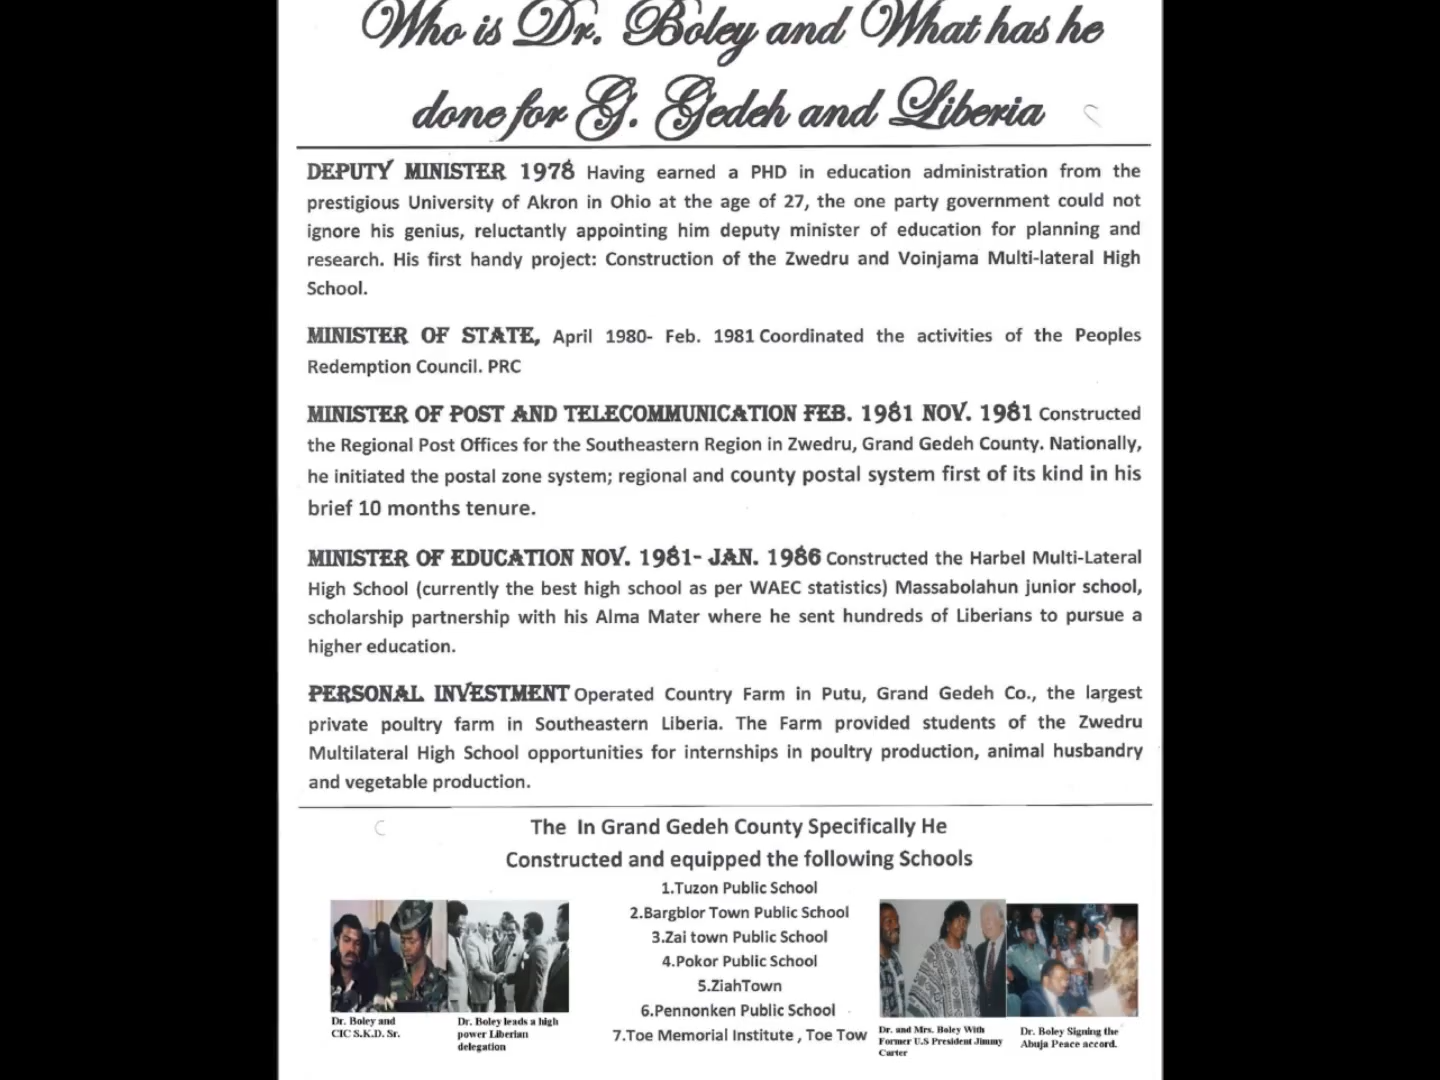 Who is Dr. Boley and What has he
done for G. Gedeh and Liberia
DEPUTY MINISTER 1978 Having earned a PHD in education administration from the
prestigious University of Akron in Ohio at the age of 27, the one party government could not
ignore his genius, reluctantly appointing him deputy minister of education for planning and
research. His first handy project: Construction of the Zwedru and Voinjama Multi-lateral High
School.
MINISTER OF STATE, April 1980- Feb. 1981 Coordinated the activities of the Peoples
Redemption Council. PRC
MINISTER OF POST AND TELECOMMUNICATION FEB. 1981 NOV. 1981 Constructed
the Regional Post Offices for the Southeastern Region in Zwedru, Grand Gedeh County. Nationally,
he initiated the postal zone system; regional and county postal system first of its kind in his
brief 10 months tenure.
MINISTER OF EDUCATION NOV. 1981- JAN. 1986 Constructed the Harbel Multi-Lateral
High School (currently the best high school as per WAEC statistics) Massabolahun junior school,
scholarship partnership with his Alma Mater where he sent hundreds of Liberians to pursue a
higher education.
PERSONAL INVESTMENT Operated Country Farm in Putu, Grand Gedeh Co., the largest
private poultry farm in Southeastern Liberia. The Farm provided students of the Zwedru
Multilateral High School opportunities for internships in poultry production, animal husbandry
and vegetable production.
The In Grand Gedeh County Specifically He
Constructed and equipped the following Schools
1.Tuzon Public School
2.Bargblor Town Public School
3.Zai town Public School
4.Pokor Public School
5.ZiahTown
6.Pennonken Public School
7.Toe Memorial Institute , Toe Tow
Dr. Boley and
CIC S.K.D. Sr.
Dr. Boley leads a high
power Liberian
delegation
Dr. and Mrs. Boley With
Former U.S President Jimmy
Carter
Dr. Boley Signing the
Abuja Peace accord.